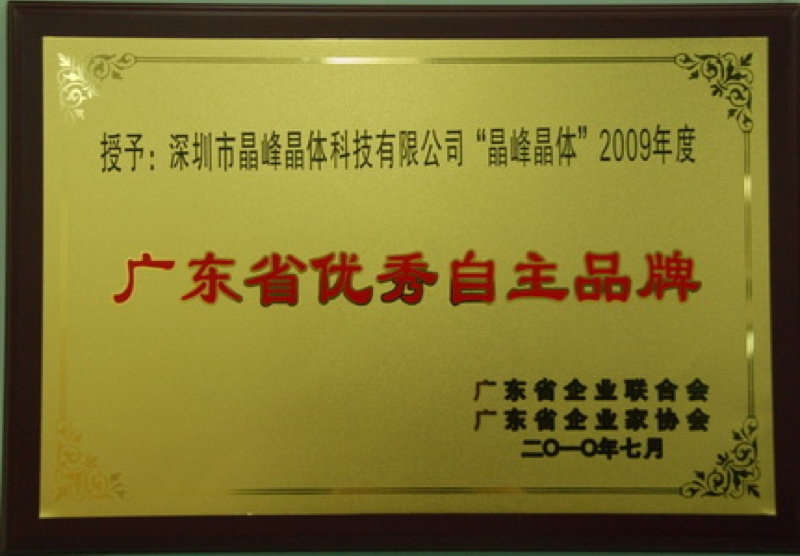 授予：深圳市晶峰晶体科技有限公司“晶峰晶体”2009年度
广东省优秀自主品牌
广东省企业联合会
广东省企业家协会
二O一O年七月